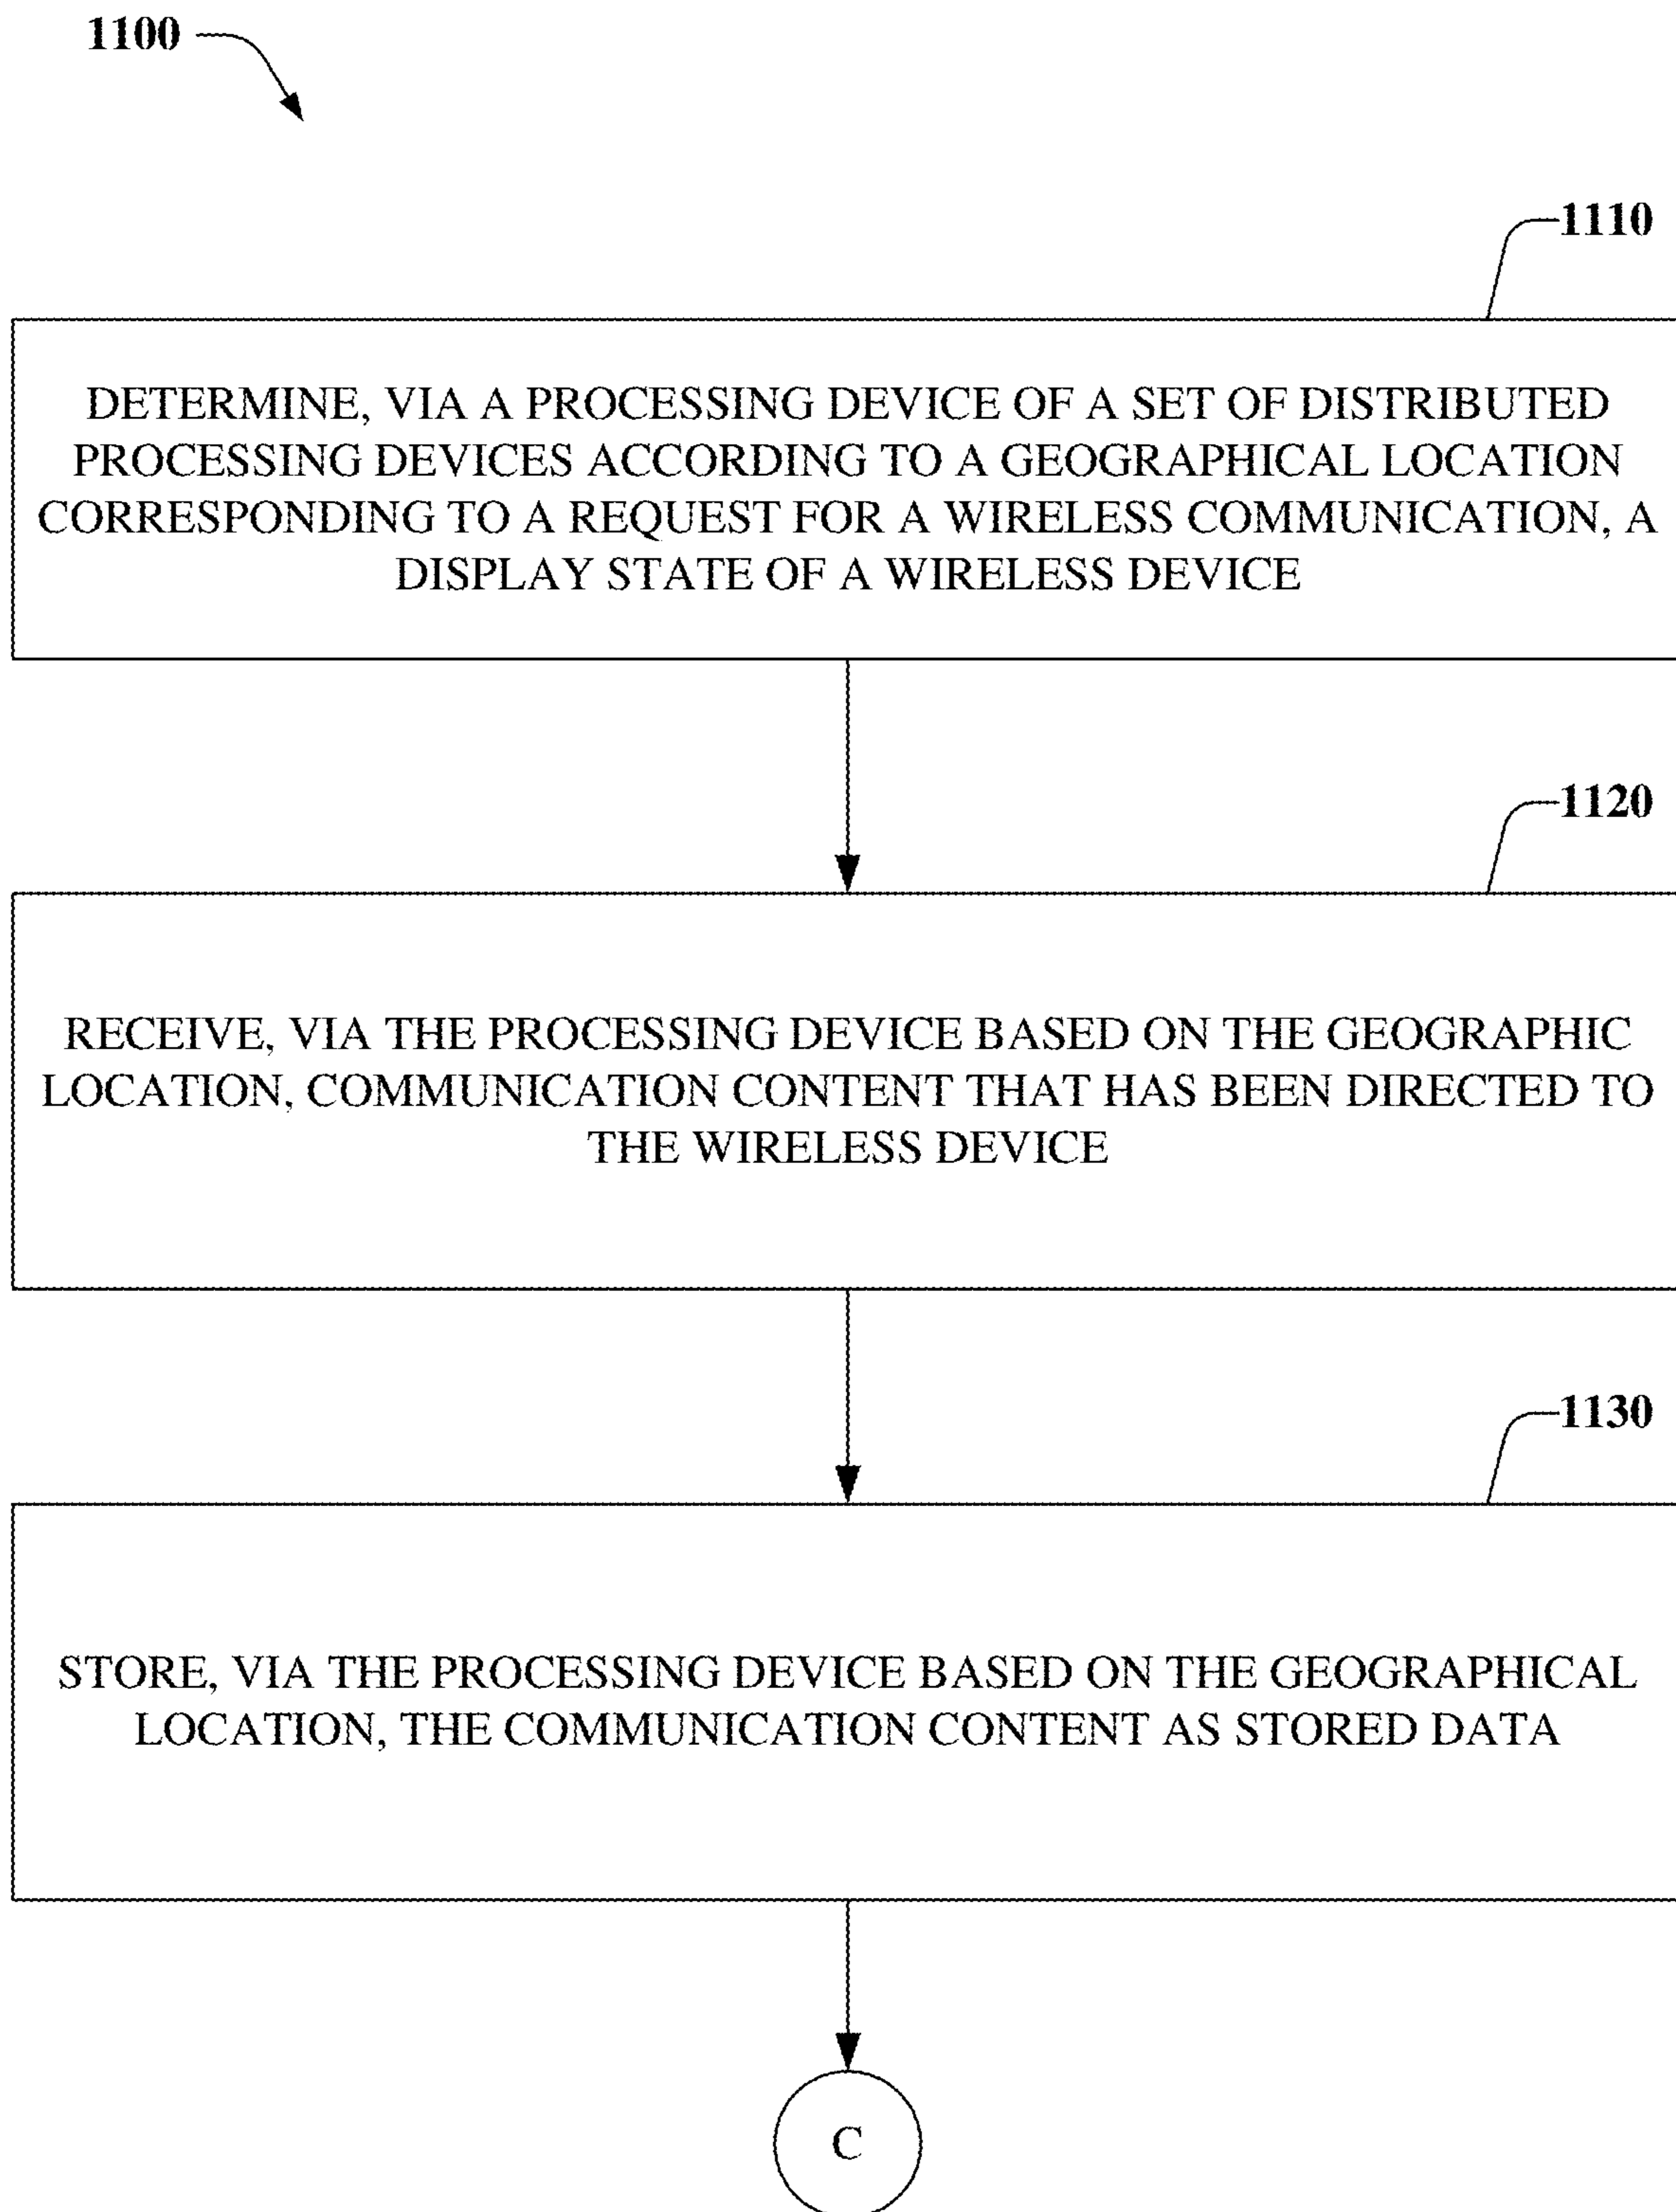 1100
1110
DETERMINE, VIA A PROCESSING DEVICE OF A SET OF DISTRIBUTED
PROCESSING DEVICES ACCORDING TO A GEOGRAPHICAL LOCATION
CORRESPONDING TO A REQUEST FOR A WIRELESS COMMUNICATION, A
DISPLAY STATE OF A WIRELESS DEVICE
1120
RECEIVE, VIA THE PROCESSING DEVICE BASED ON THE GEOGRAPHIC
LOCATION, COMMUNICATION CONTENT THAT HAS BEEN DIRECTED TO
THE WIRELESS DEVICE
1130
STORE, VIA THE PROCESSING DEVICE BASED ON THE GEOGRAPHICAL
LOCATION, THE COMMUNICATION CONTENT AS STORED DATA
C